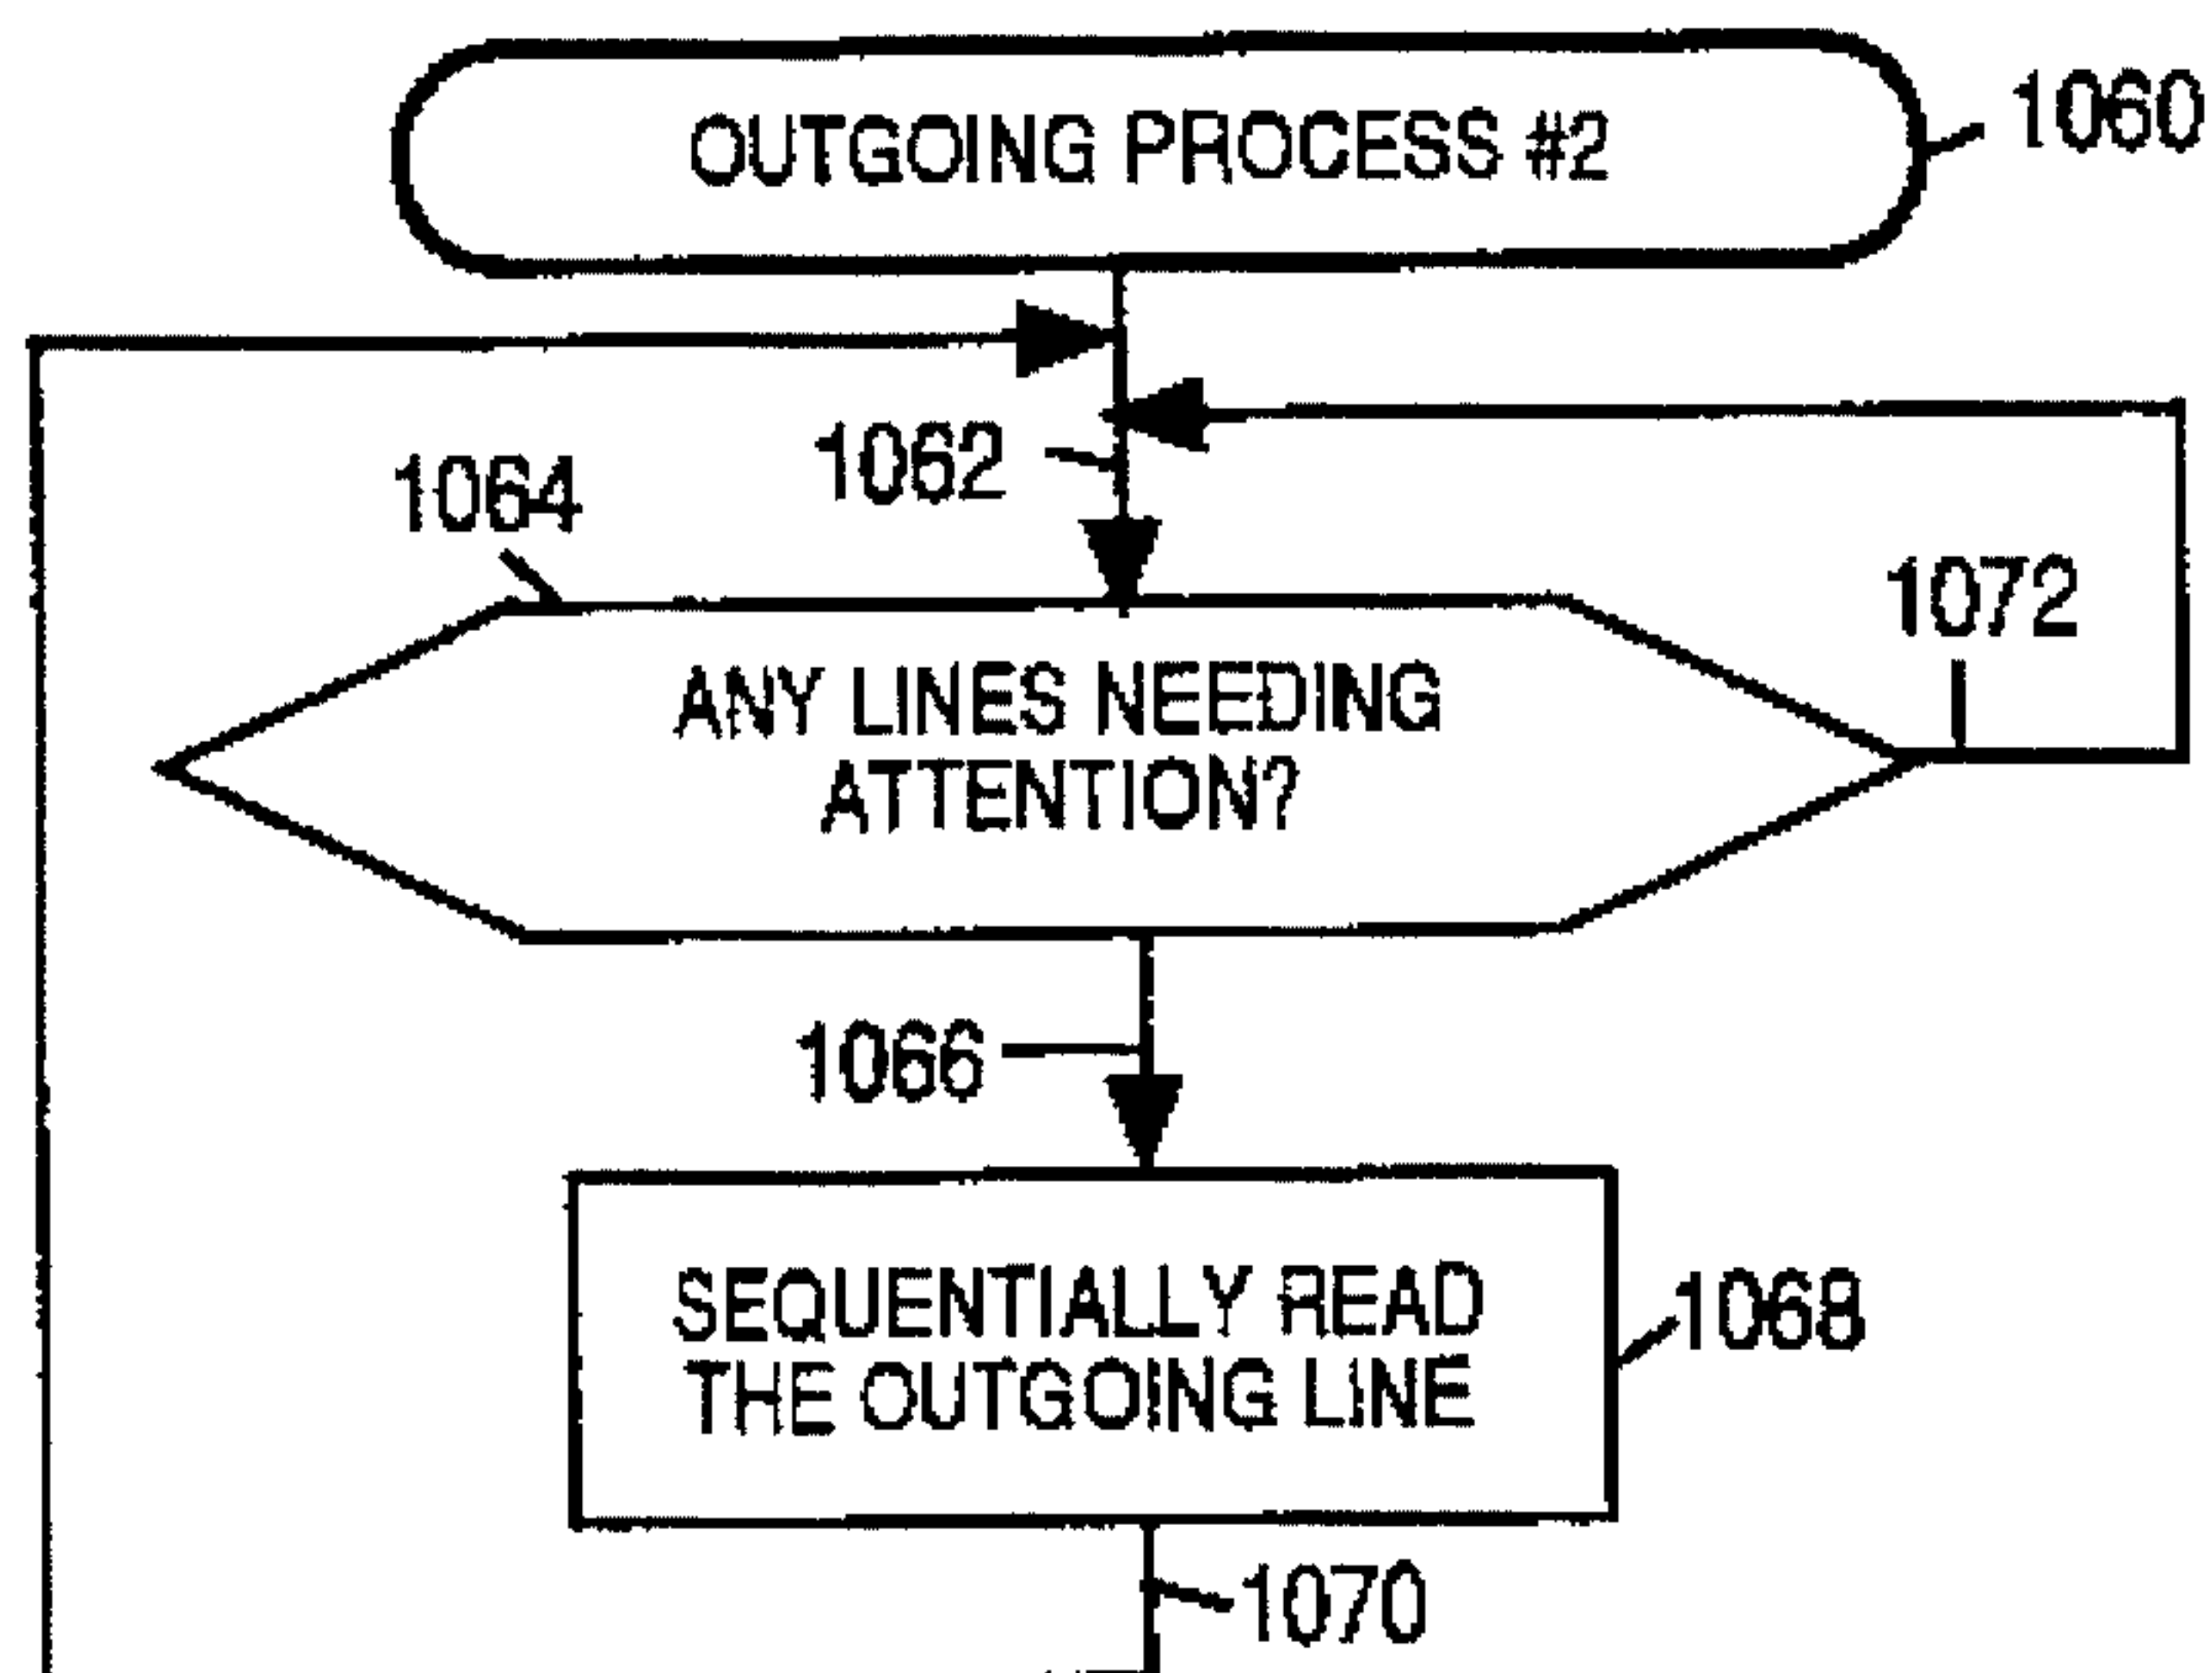 OUTGOING PROCESS #2
1060
1062
1064
1072
ANY LINES NEEDING
ATTENTION?
1066
SEQUENTIALLY READ
THE OUTGOING LINE
1068
1070